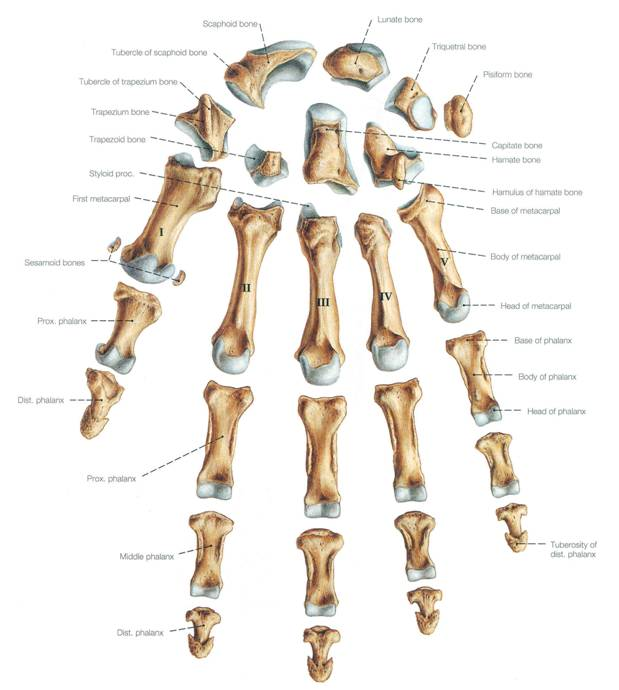 Scaphoid bone
Lunate bone
Tubercle of scaphoid bone
Triquetral bone
Tubercle of trapezium bone
Pisiform bone
Trapezium bone
Trapezoid bone
Capitate bone
Hamate bone
Styloid proc.
Hamulus of hamate bone
First metacarpal
Base of metacarpal
I
Sesamoid bones
Body of metacarpal
V
II
III
IV
Head of metacarpal
Prox. phalanx
Base of phalanx
Body of phalanx
Dist. phalanx
Head of phalanx
Prox. phalanx
Middle phalanx
Tuberosity of
dist. phalanx
Dist. phalanx